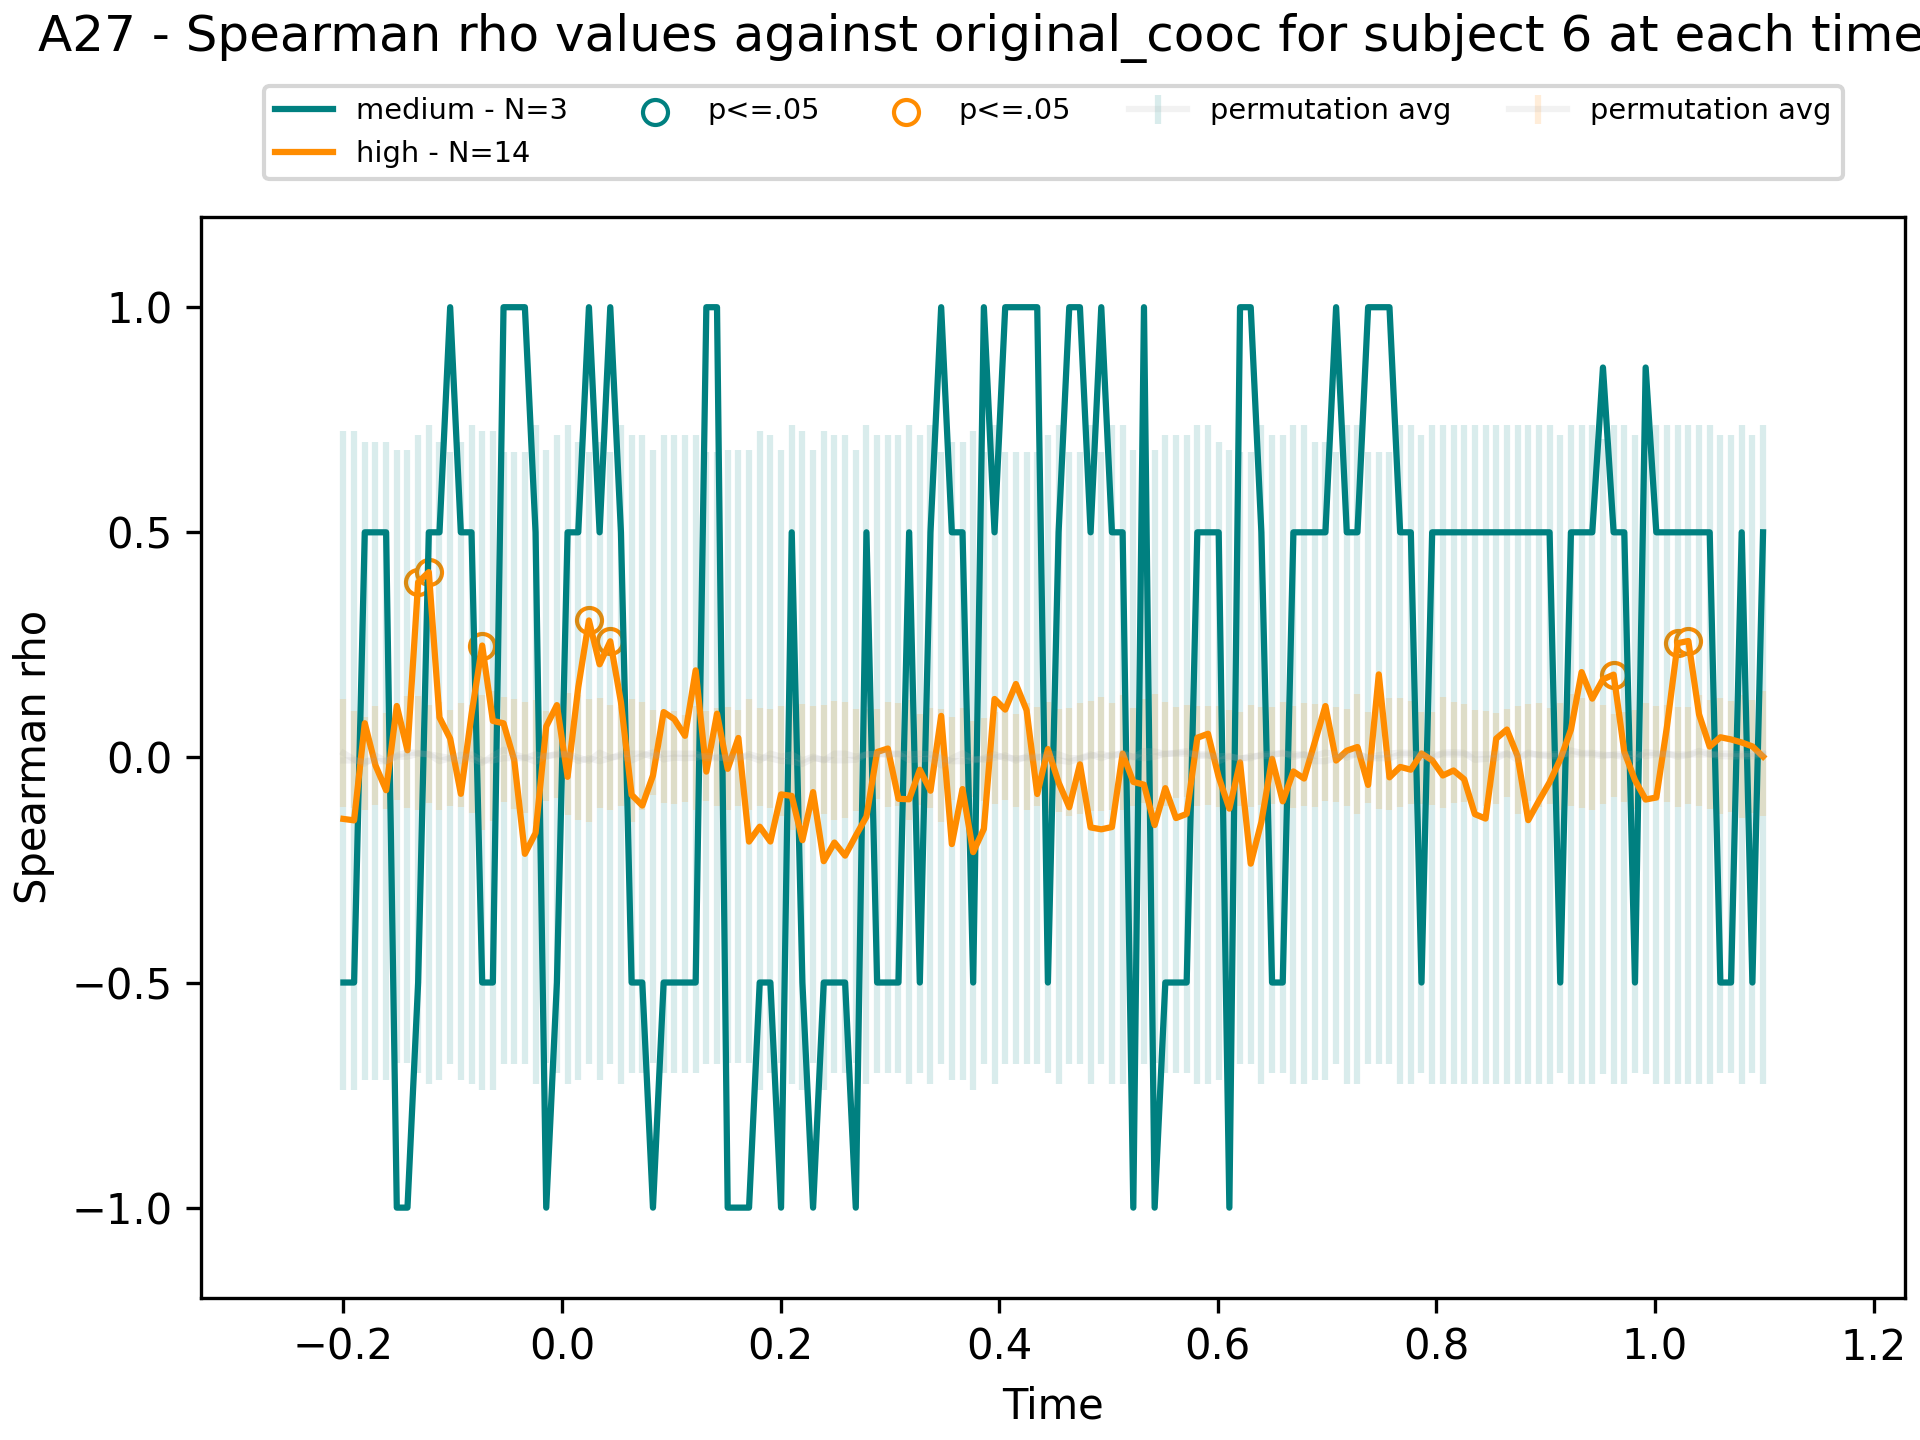 A27 - Spearman rho values against original_cooc for subject 6 at each time
medium - N=3
high - N=14
p<=.05
p<=.05
permutation avg
permutation avg
Spearman rho
1.0
0.5
0.0
−0.5
−1.0
−0.2
0.0
0.2
0.4
0.6
0.8
1.0
1.2
Time